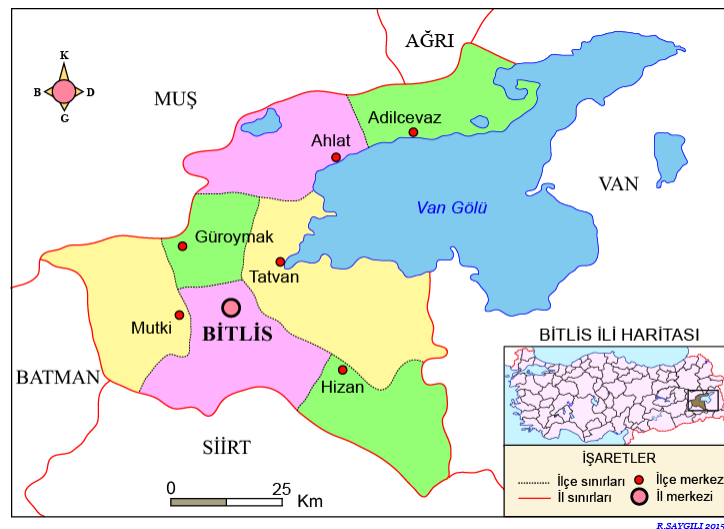 AĞRI
K
B D
G
MUŞ
Adilcevaz
Ahlat
VAN
Van Gölü
Güroymak
Tatvan
Mutki
BİTLİS
BİTLİS İLİ HARİTASI
BATMAN
Hizan
SİİRT
İŞARETLER
İlçe sınırları İlçe merkezi
İl sınırları İl merkezi
0 25
Km
R.SAYGILI 2015